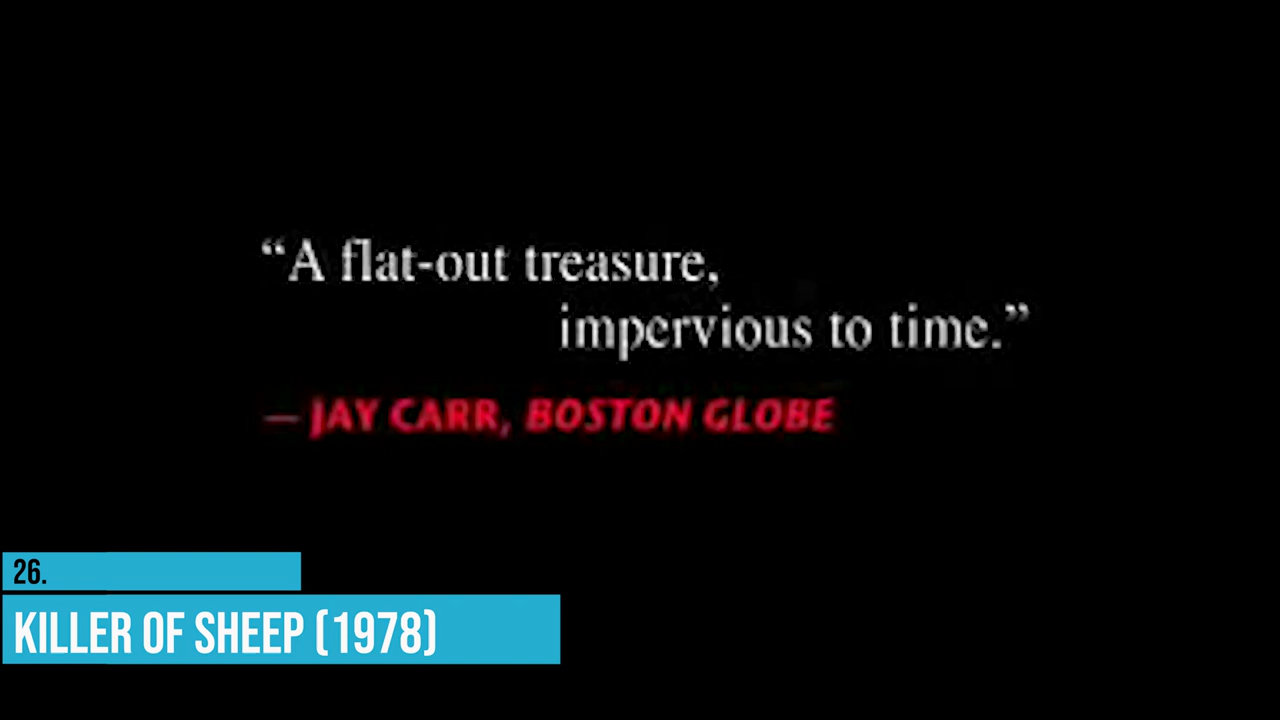 “A flat-out treasure,
impervious to time.”
— JAY CARR, BOSTON GLOBE
26.
KILLER OF SHEEP (1978)